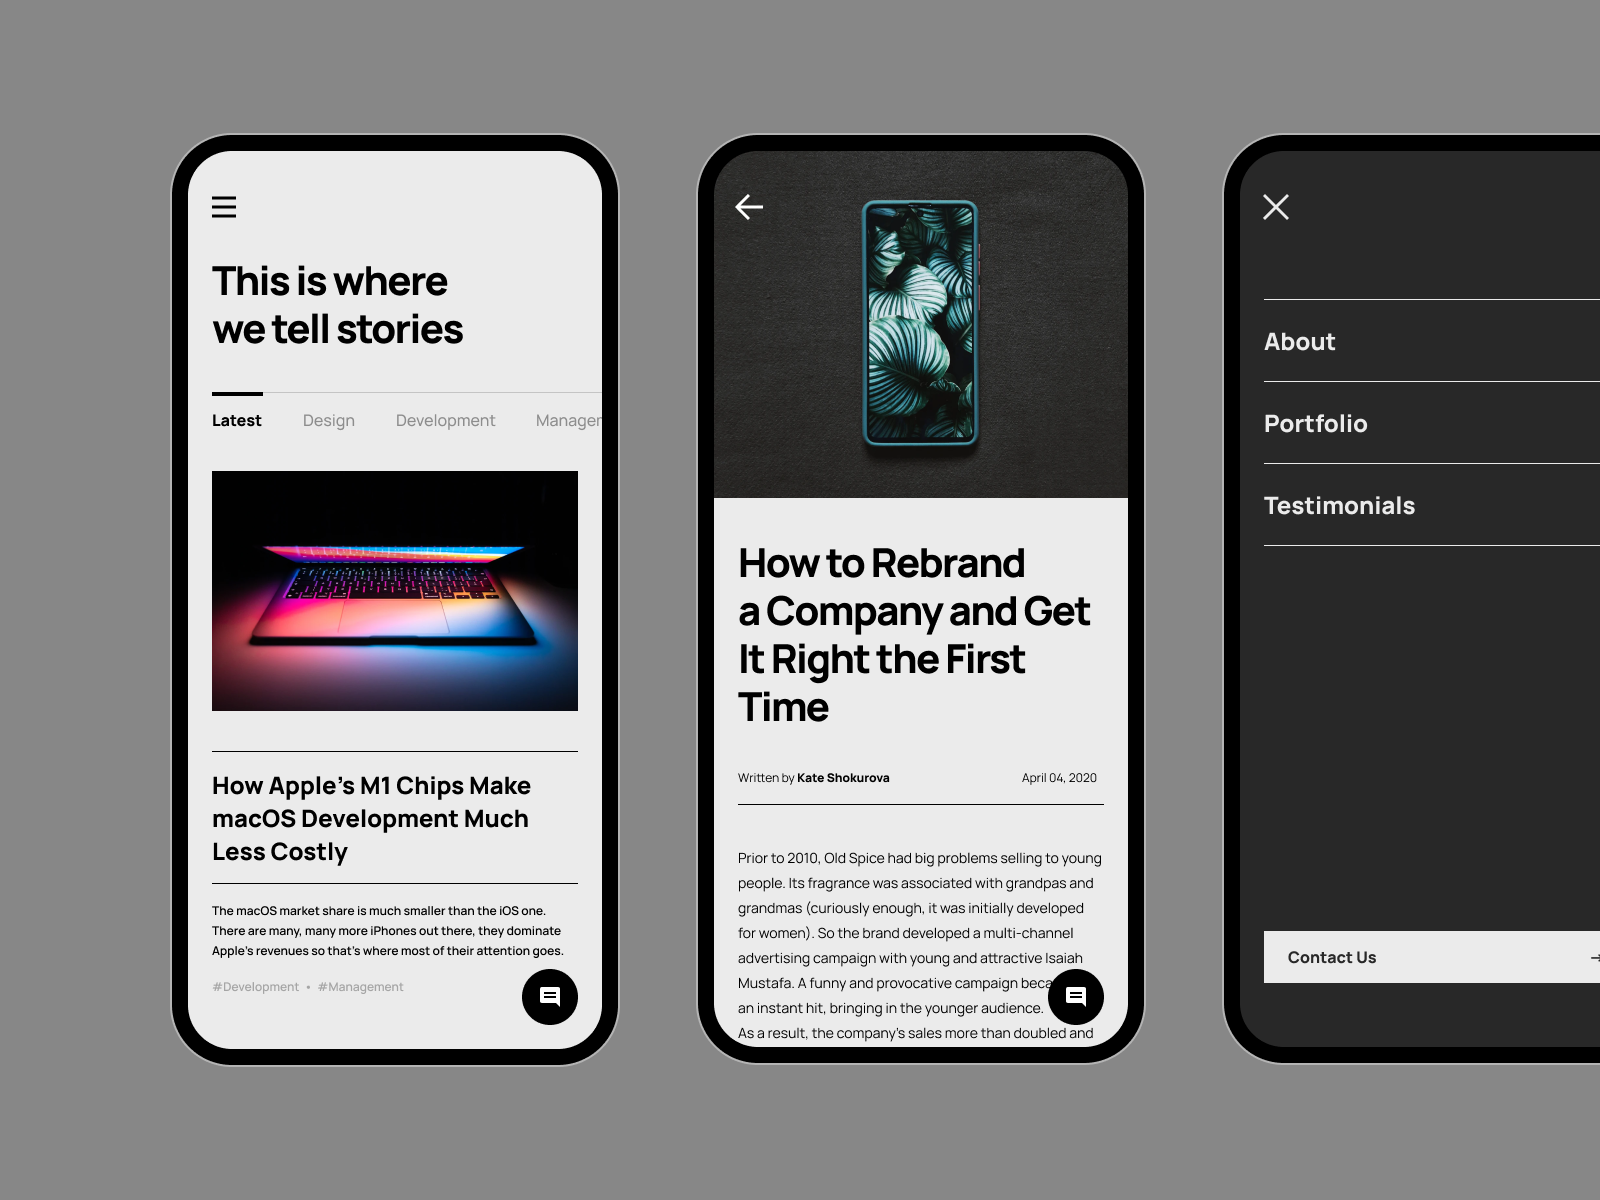 This is where
we tell stories
Latest
Design
Development
How Apple’s M1 Chips Make
macOS Development Much
Less Costly
The macOS market share is much smaller than the iOS one.
There are many, many more iPhones out there, they dominate
Apple’s revenues so that’s where most of their attention goes.
#Development • #Management
How to Rebrand
a Company and Get
It Right the First
Time
Written by Kate Shokurova
April 04, 2020
Prior to 2010, Old Spice had big problems selling to young
people. Its fragrance was associated with grandpas and
grandmas (curiously enough, it was initially developed
for women). So the brand developed a multi-channel
advertising campaign with young and attractive Isaiah
Mustafa. A funny and provocative campaign
an instant hit, bringing in the younger audience.
As a result, the company’s sales more than doubled and
About
Portfolio
Testimonials
Contact Us